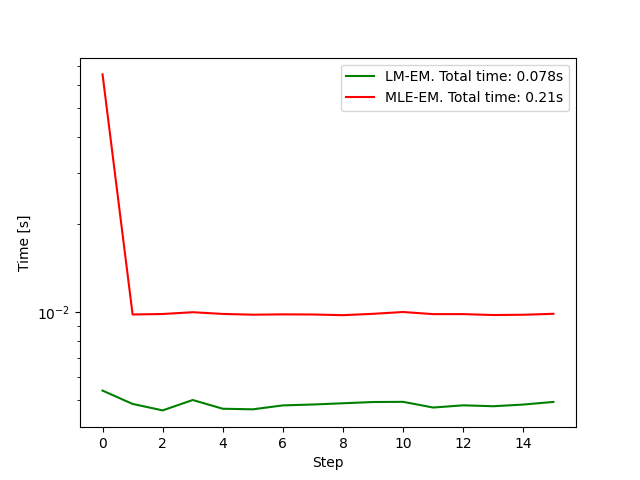 LM-EM. Total time: 0.078s
MLE-EM. Total time: 0.21s
Time [s]
10⁻²
0 2 4 6 8 10 12 14
Step